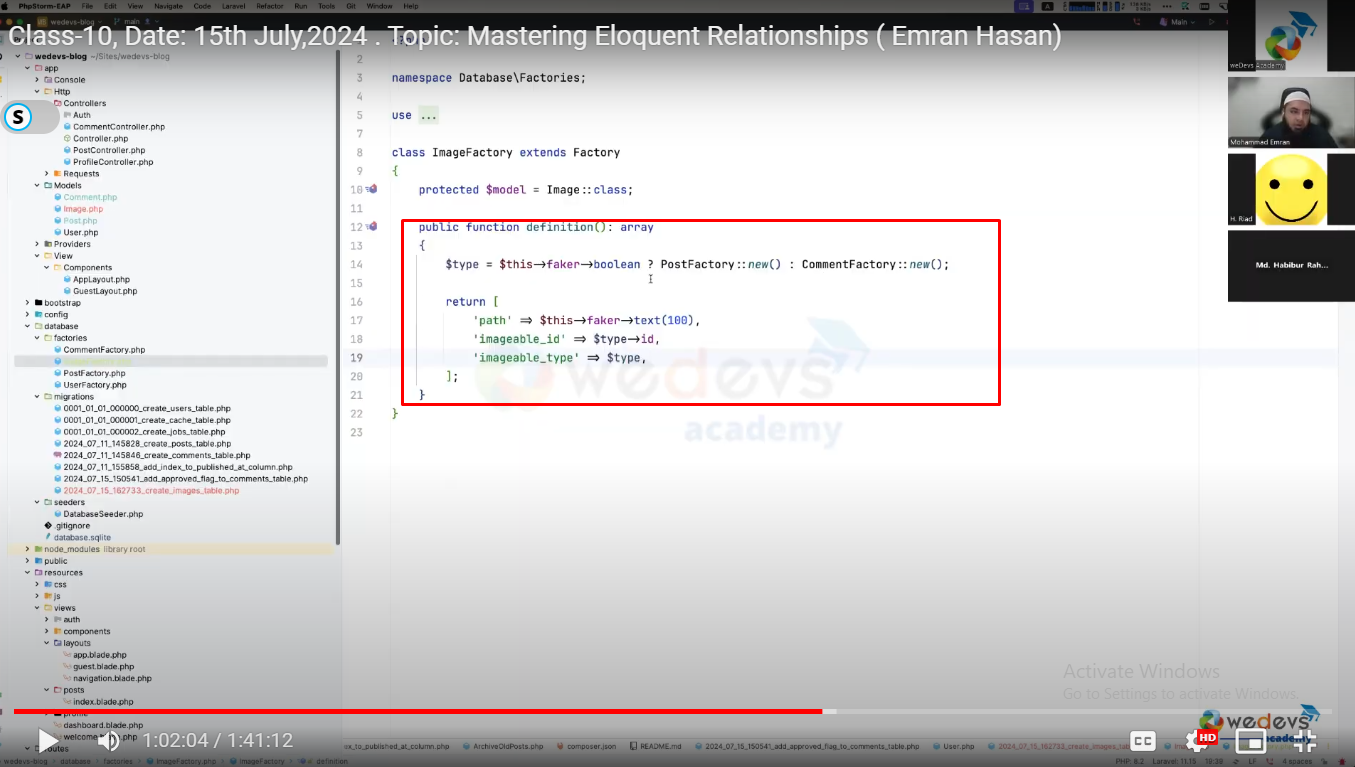 PhpStorm-EAP File Edit View Navigate Code Laravel Refactor Run Tools Git Window Help
wedevs-blog main
Main
Class-10, Date: 15th July,2024 . Topic: Mastering Eloquent Relationships ( Emran Hasan)
wedevs-blog ~/Sites/wedevs-blog
app
Console
Http
Controllers
Auth
CommentController.php
Controller.php
PostController.php
ProfileController.php
Requests
Models
Comment.php
Image.php
Post.php
User.php
Providers
View
Components
AppLayout.php
GuestLayout.php
bootstrap
config
database
factories
CommentFactory.php
PostFactory.php
UserFactory.php
migrations
0001_01_01_000000_create_users_table.php
0001_01_01_000001_create_cache_table.php
0001_01_01_000002_create_jobs_table.php
2024_07_11_145828_create_posts_table.php
2024_07_11_145846_create_comments_table.php
2024_07_11_155858_add_index_to_published_at_column.php
2024_07_15_150541_add_approved_flag_to_comments_table.php
2024_07_15_162733_create_images_table.php
seeders
DatabaseSeeder.php
.gitignore
database.sqlite
node_modules library root
public
resources
css
js
views
auth
components
layouts
app.blade.php
guest.blade.php
navigation.blade.php
posts
index.blade.php
profile
dashboard.blade.php
S
2
3 namespace Database\Factories;
4
5 use ...
7
8 class ImageFactory extends Factory
9 {
10 protected $model = Image::class;
11
12 public function definition(): array
13 {
14 $type = $this->faker->boolean ? PostFactory::new() : CommentFactory::new();
15
16 return [
17 'path' => $this->faker->text(100),
18 'imageable_id' => $type->id,
19 'imageable_type' => $type,
20 ];
21 }
22 }
23
wedevs
academy
weDevs Academy
Mohammad Emran
H. Riad
Md. Habibur Rah...
Activate Windows
Go to Settings to activate Windows.
wedevs
academy
1:02:04 / 1:41:12
CC
HD
ex_to_published_at_column.php ArchiveOldPosts.php composer.json README.md 2024_07_15_150541_add_approved_flag_to_comments_table.php User.php
wedevs-blog database factories ImageFactory.php ImageFactory definition
PHP: 8.2 Laravel: 11.15 19:39 LF 4 spaces